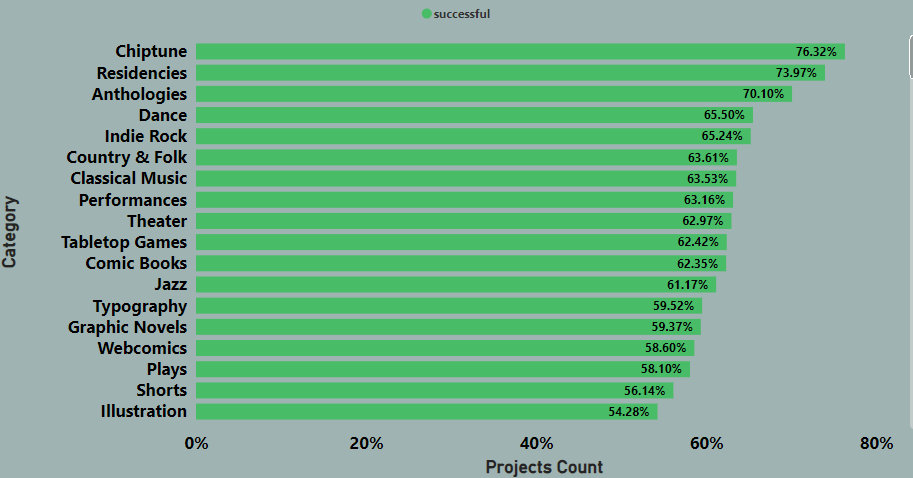 successful
Chiptune 76.32%
Residencies 73.97%
Anthologies 70.10%
Dance 65.50%
Indie Rock 65.24%
Country & Folk 63.61%
Classical Music 63.53%
Performances 63.16%
Theater 62.97%
Tabletop Games 62.42%
Comic Books 62.35%
Jazz 61.17%
Typography 59.52%
Graphic Novels 59.37%
Webcomics 58.60%
Plays 58.10%
Shorts 56.14%
Illustration 54.28%
Category
0% 20% 40% 60% 80%
Projects Count